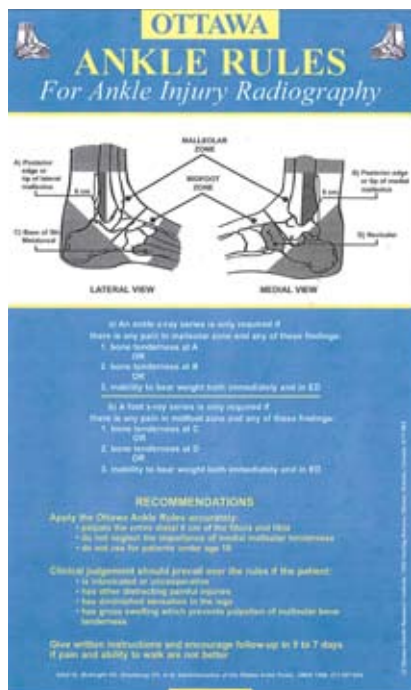 OTTAWA
ANKLE RULES
For Ankle Injury Radiography
MALLEOLAR
ZONE
A) Posterior
edge or
tip of lateral
malleolus
6 cm
MIDFOOT
ZONE
B) Posterior edge
or tip of medial
malleolus
6 cm
C) Base of 5th
Metatarsal
D) Navicular
LATERAL VIEW
MEDIAL VIEW
a) An ankle x-ray series is only required if
there is any pain in malleolar zone and any of these findings:
1. bone tenderness at A
OR
2. bone tenderness at B
OR
3. inability to bear weight both immediately and in ED
b) A foot x-ray series is only required if
there is any pain in midfoot zone and any of these findings:
1. bone tenderness at C
OR
2. bone tenderness at D
OR
3. inability to bear weight both immediately and in ED
RECOMMENDATIONS
Apply the Ottawa Ankle Rules accurately:
• palpate the entire distal 6 cm of the fibula and tibia
• do not neglect the importance of medial malleolar tenderness
• do not use for patients under age 18
Clinical judgement should prevail over the rules if the patient:
• is intoxicated or uncooperative
• has other distracting painful injuries
• has diminished sensation in the legs
• has gross swelling which prevents palpation of malleolar bone
tenderness
Give written instructions and encourage follow-up in 5 to 7 days
if pain and ability to walk are not better